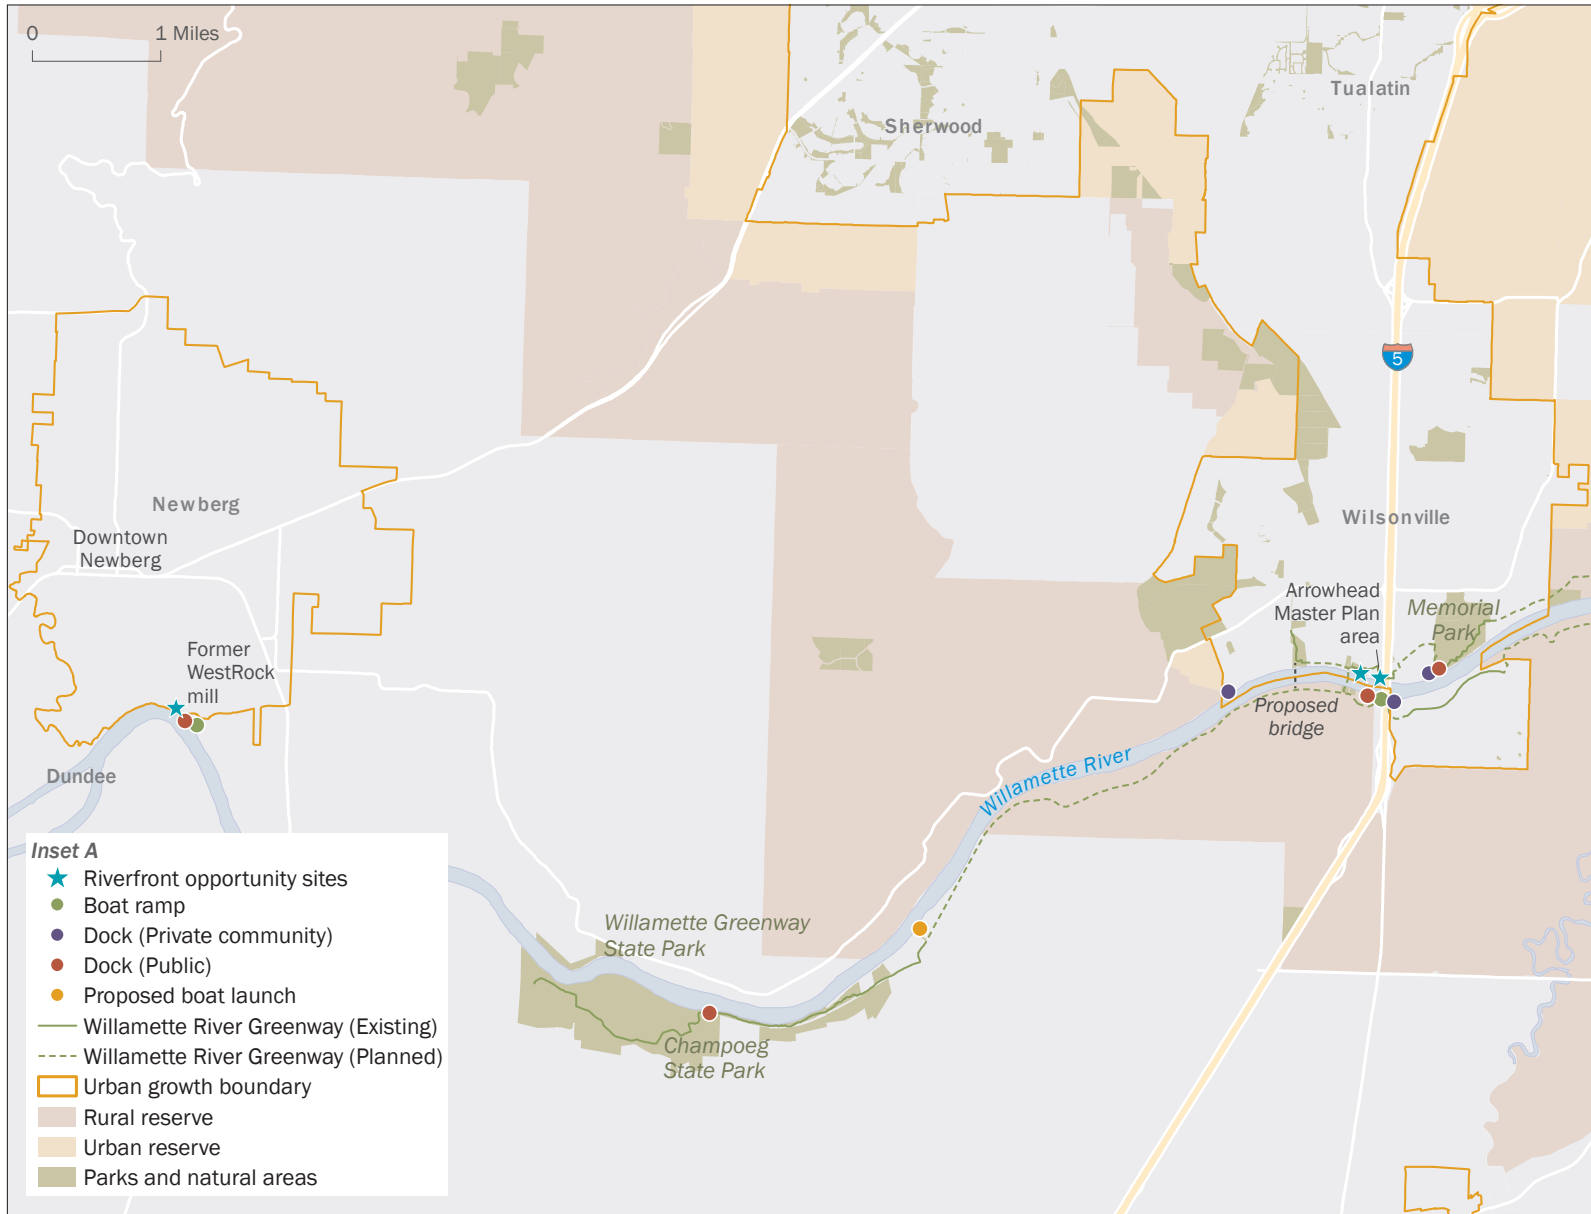 0
1 Miles
Tualatin
Sherwood
5
Newberg
Downtown
Newberg
Wilsonville
Arrowhead
Master Plan
area
Memorial
Park
Former
WestRock
mill
Proposed
bridge
Dundee
Willamette River
Willamette Greenway
State Park
Champoeg
State Park
Inset A
Riverfront opportunity sites
Boat ramp
Dock (Private community)
Dock (Public)
Proposed boat launch
Willamette River Greenway (Existing)
Willamette River Greenway (Planned)
Urban growth boundary
Rural reserve
Urban reserve
Parks and natural areas